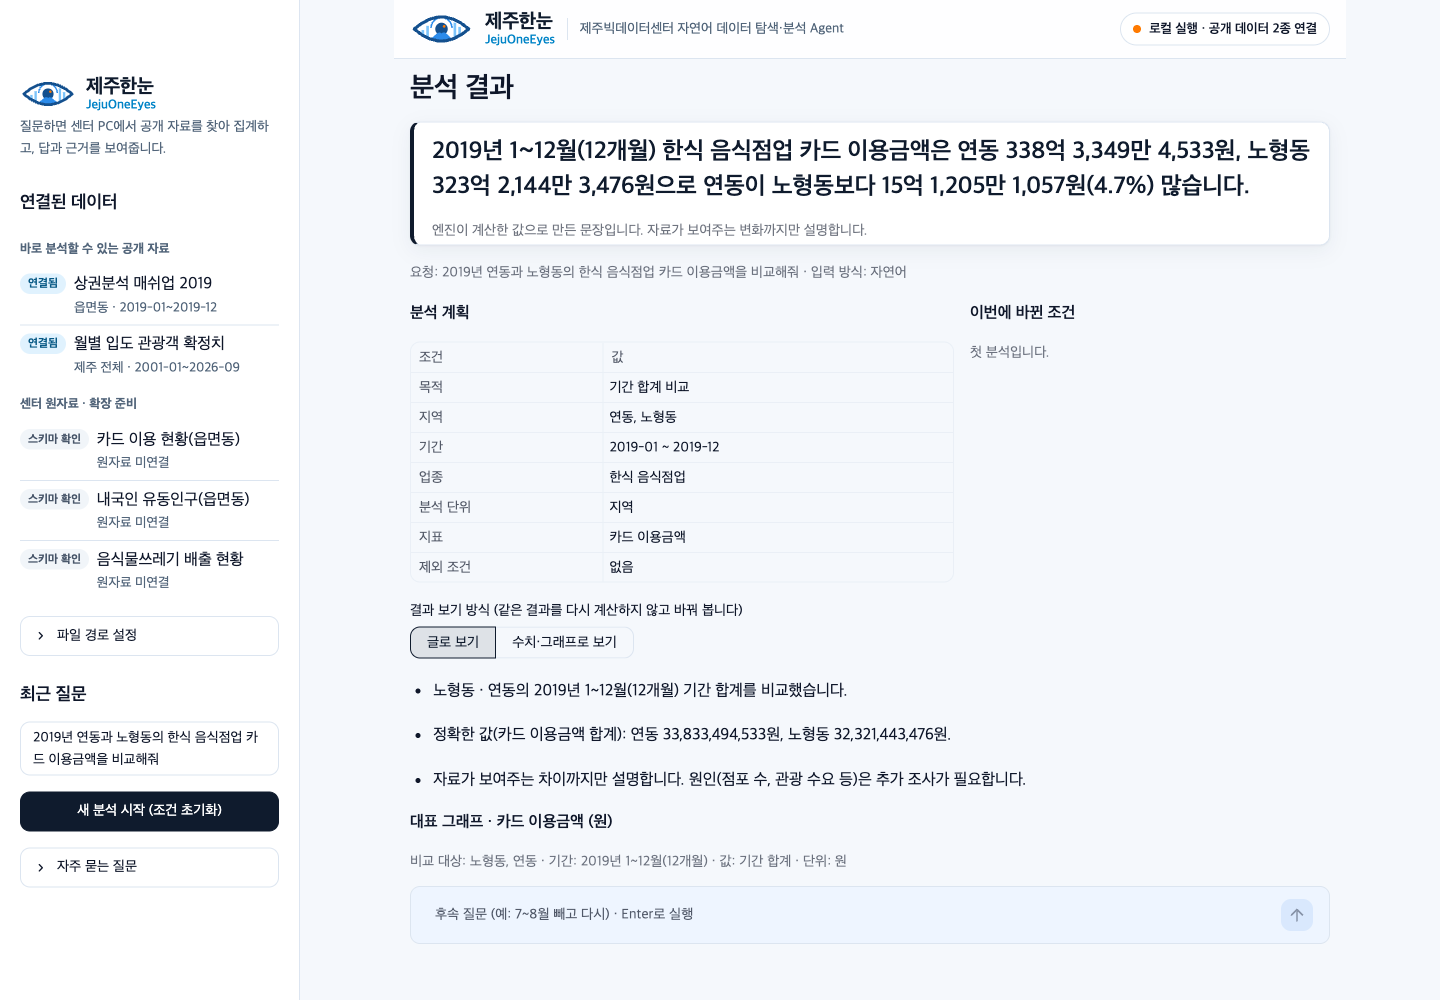 제주한눈
JejuOneEyes
질문하면 센터 PC에서 공개 자료를 찾아 집계하
고, 답과 근거를 보여줍니다.
연결된 데이터
바로 분석할 수 있는 공개 자료
연결됨 상권분석 매쉬업 2019
읍면동 · 2019-01~2019-12
연결됨 월별 입도 관광객 확정치
제주 전체 · 2001-01~2026-09
센터 원자료 · 확장 준비
스키마 확인 카드 이용 현황(읍면동)
원자료 미연결
스키마 확인 내국인 유동인구(읍면동)
원자료 미연결
스키마 확인 음식물쓰레기 배출 현황
원자료 미연결
파일 경로 설정
최근 질문
2019년 연동과 노형동의 한식 음식점업 카
드 이용금액을 비교해줘
새 분석 시작 (조건 초기화)
자주 묻는 질문
제주한눈
JejuOneEyes
제주빅데이터센터 자연어 데이터 탐색·분석 Agent
로컬 실행 · 공개 데이터 2종 연결
분석 결과
2019년 1~12월(12개월) 한식 음식점업 카드 이용금액은 연동 338억 3,349만 4,533원, 노형동
323억 2,144만 3,476원으로 연동이 노형동보다 15억 1,205만 1,057원(4.7%) 많습니다.
엔진이 계산한 값으로 만든 문장입니다. 자료가 보여주는 변화까지만 설명합니다.
요청: 2019년 연동과 노형동의 한식 음식점업 카드 이용금액을 비교해줘 · 입력 방식: 자연어
분석 계획
조건 값
목적 기간 합계 비교
지역 연동, 노형동
기간 2019-01 ~ 2019-12
업종 한식 음식점업
분석 단위 지역
지표 카드 이용금액
제외 조건 없음
이번에 바뀐 조건
첫 분석입니다.
결과 보기 방식 (같은 결과를 다시 계산하지 않고 바꿔 봅니다)
글로 보기 수치·그래프로 보기
• 노형동 · 연동의 2019년 1~12월(12개월) 기간 합계를 비교했습니다.
• 정확한 값(카드 이용금액 합계): 연동 33,833,494,533원, 노형동 32,321,443,476원.
• 자료가 보여주는 차이까지만 설명합니다. 원인(점포 수, 관광 수요 등)은 추가 조사가 필요합니다.
대표 그래프 · 카드 이용금액 (원)
비교 대상: 노형동, 연동 · 기간: 2019년 1~12월(12개월) · 값: 기간 합계 · 단위: 원
후속 질문 (예: 7~8월 빼고 다시) · Enter로 실행